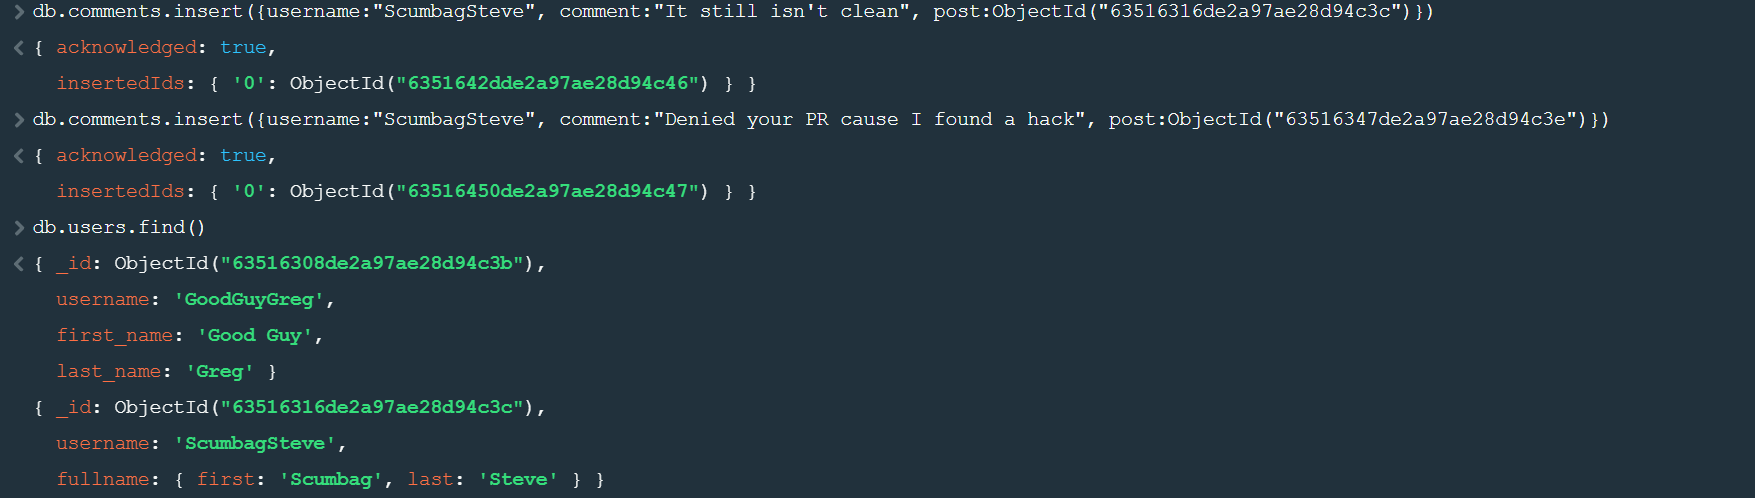 > db.comments.insert({username:"ScumbagSteve", comment:"It still isn't clean", post:ObjectId("63516316de2a97ae28d94c3c")})
< { acknowledged: true,
insertedIds: { '0': ObjectId("6351642dde2a97ae28d94c46") } }
> db.comments.insert({username:"ScumbagSteve", comment:"Denied your PR cause I found a hack", post:ObjectId("63516347de2a97ae28d94c3e")})
< { acknowledged: true,
insertedIds: { '0': ObjectId("63516450de2a97ae28d94c47") } }
> db.users.find()
< { _id: ObjectId("63516308de2a97ae28d94c3b"),
username: 'GoodGuyGreg',
first_name: 'Good Guy',
last_name: 'Greg' }
{ _id: ObjectId("63516316de2a97ae28d94c3c"),
username: 'ScumbagSteve',
fullname: { first: 'Scumbag', last: 'Steve' } }